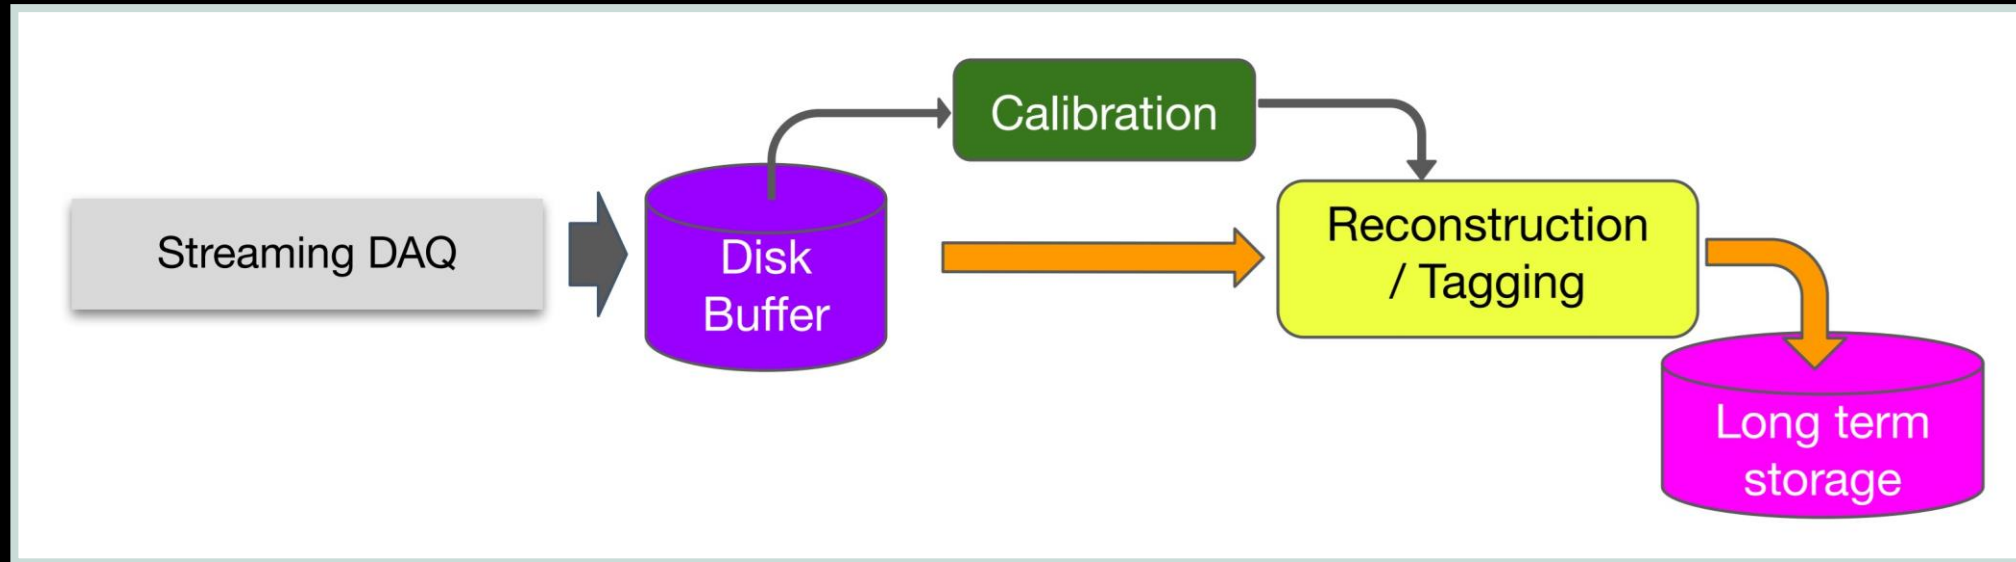 Streaming DAQ
Disk
Buffer
Calibration
Reconstruction
/ Tagging
Long term
storage